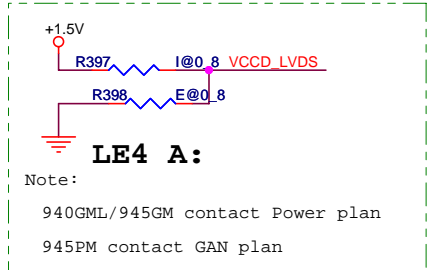 +1.5V
R397 I@0_8 VCCD_LVDS
R398 E@0_8
LE4 A:
Note:
940GML/945GM contact Power plan
945PM contact GAN plan